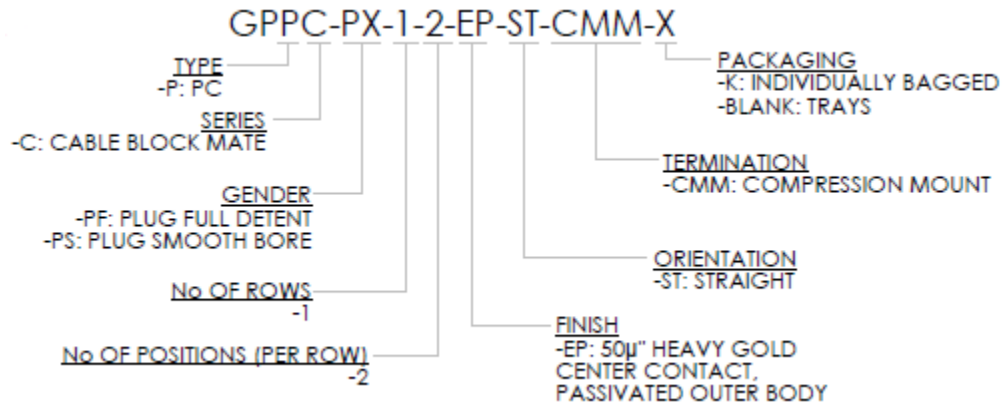 GPPC-PX-1-2-EP-ST-CMM-X
TYPE
-P: PC
SERIES
-C: CABLE BLOCK MATE
GENDER
-PF: PLUG FULL DETENT
-PS: PLUG SMOOTH BORE
No OF ROWS
-1
No OF POSITIONS (PER ROW)
-2
PACKAGING
-K: INDIVIDUALLY BAGGED
-BLANK: TRAYS
TERMINATION
-CMM: COMPRESSION MOUNT
ORIENTATION
-ST: STRAIGHT
FINISH
-EP: 50µ" HEAVY GOLD
CENTER CONTACT,
PASSIVATED OUTER BODY